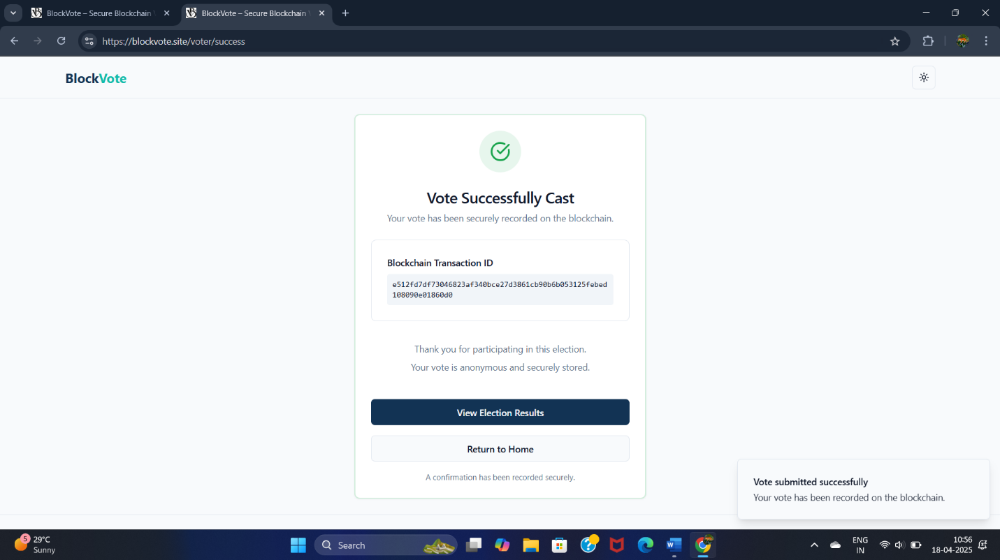 BlockVote – Secure Blockchain
BlockVote – Secure Blockchain
https://blockvote.site/voter/success
BlockVote
Vote Successfully Cast
Your vote has been securely recorded on the blockchain.
Blockchain Transaction ID
e512fd7df73046823af340bce27d3861cb90b6b053125febed
108090e01860d0
Thank you for participating in this election.
Your vote is anonymous and securely stored.
View Election Results
Return to Home
A confirmation has been recorded securely.
Vote submitted successfully
Your vote has been recorded on the blockchain.
5
29°C
Sunny
Search
ENG
IN
10:56
18-04-2025